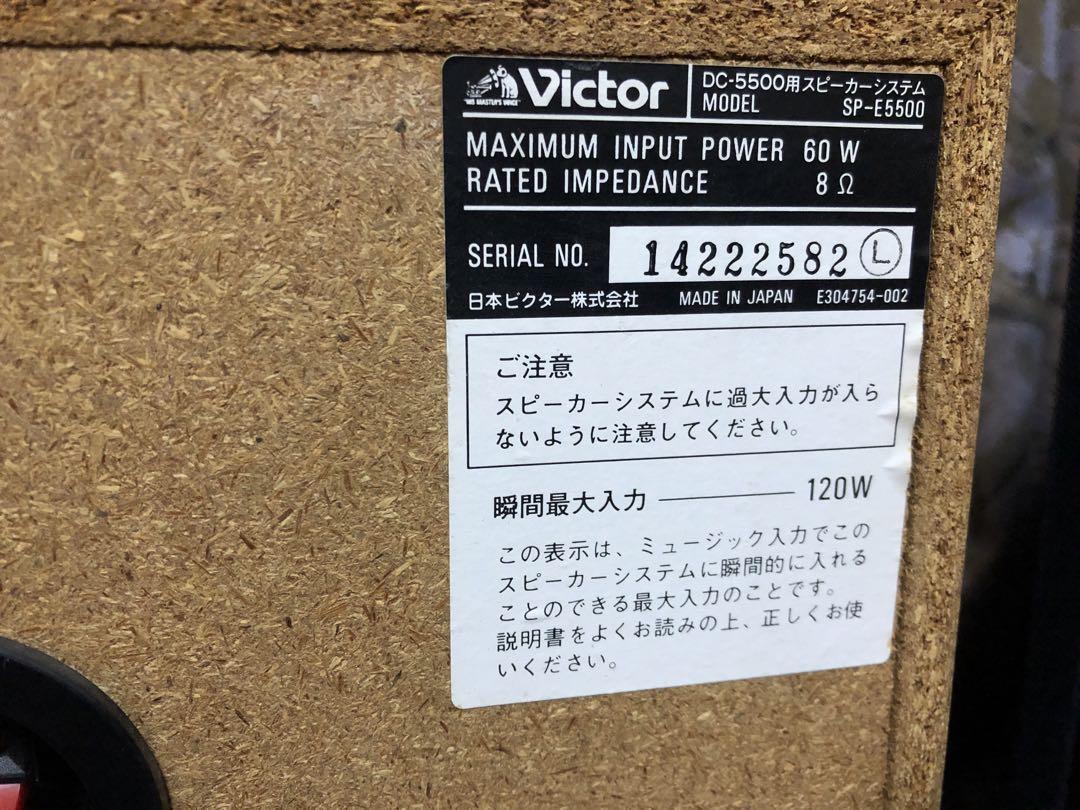 "HIS MASTER'S VOICE"
Victor
DC-5500用スピーカーシステム
MODEL SP-E5500
MAXIMUM INPUT POWER 60 W
RATED IMPEDANCE 8 Ω
SERIAL NO. 14222582 Ⓛ
日本ビクター株式会社 MADE IN JAPAN E304754-002
ご注意
スピーカーシステムに過大入力が入ら
ないように注意してください。
瞬間最大入力 ——— 120W
この表示は、ミュージック入力でこの
スピーカーシステムに瞬間的に入れる
ことのできる最大入力のことです。
説明書をよくお読みの上、正しくお使
いください。